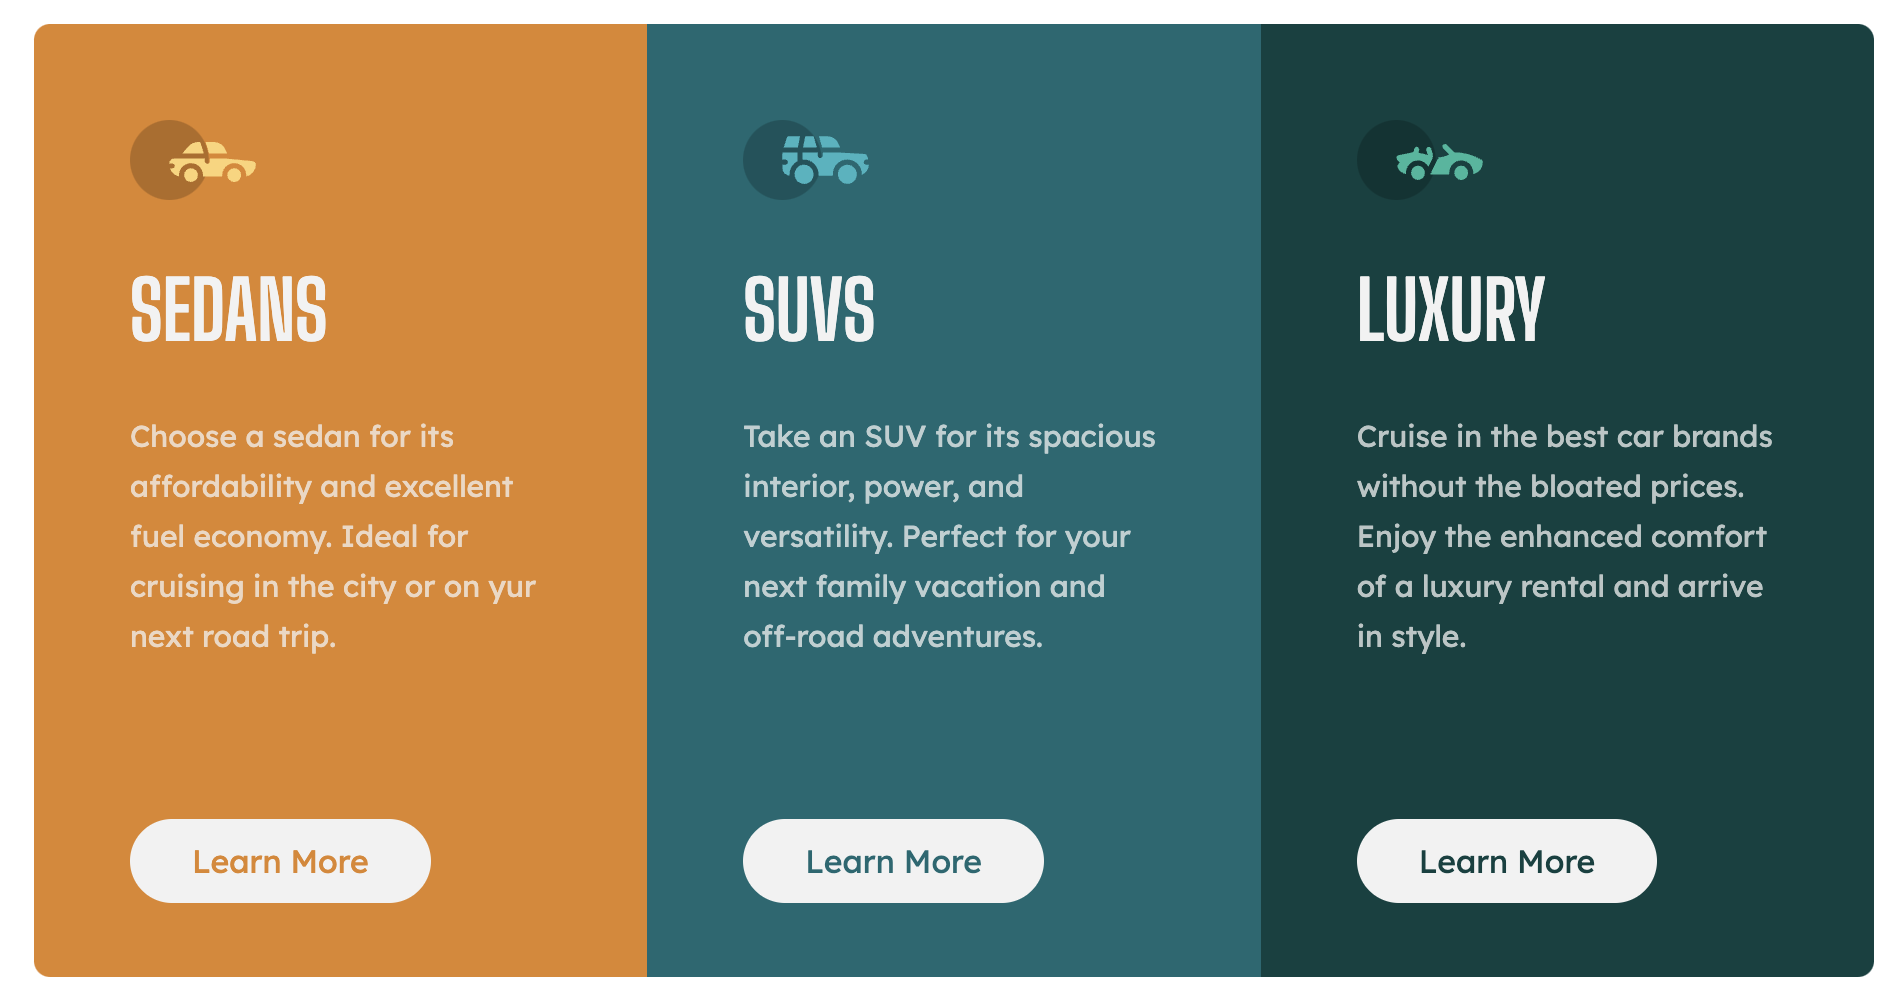 SEDANS
Choose a sedan for its
affordability and excellent
fuel economy. Ideal for
cruising in the city or on yur
next road trip.
Learn More
SUVS
Take an SUV for its spacious
interior, power, and
versatility. Perfect for your
next family vacation and
off-road adventures.
Learn More
LUXURY
Cruise in the best car brands
without the bloated prices.
Enjoy the enhanced comfort
of a luxury rental and arrive
in style.
Learn More